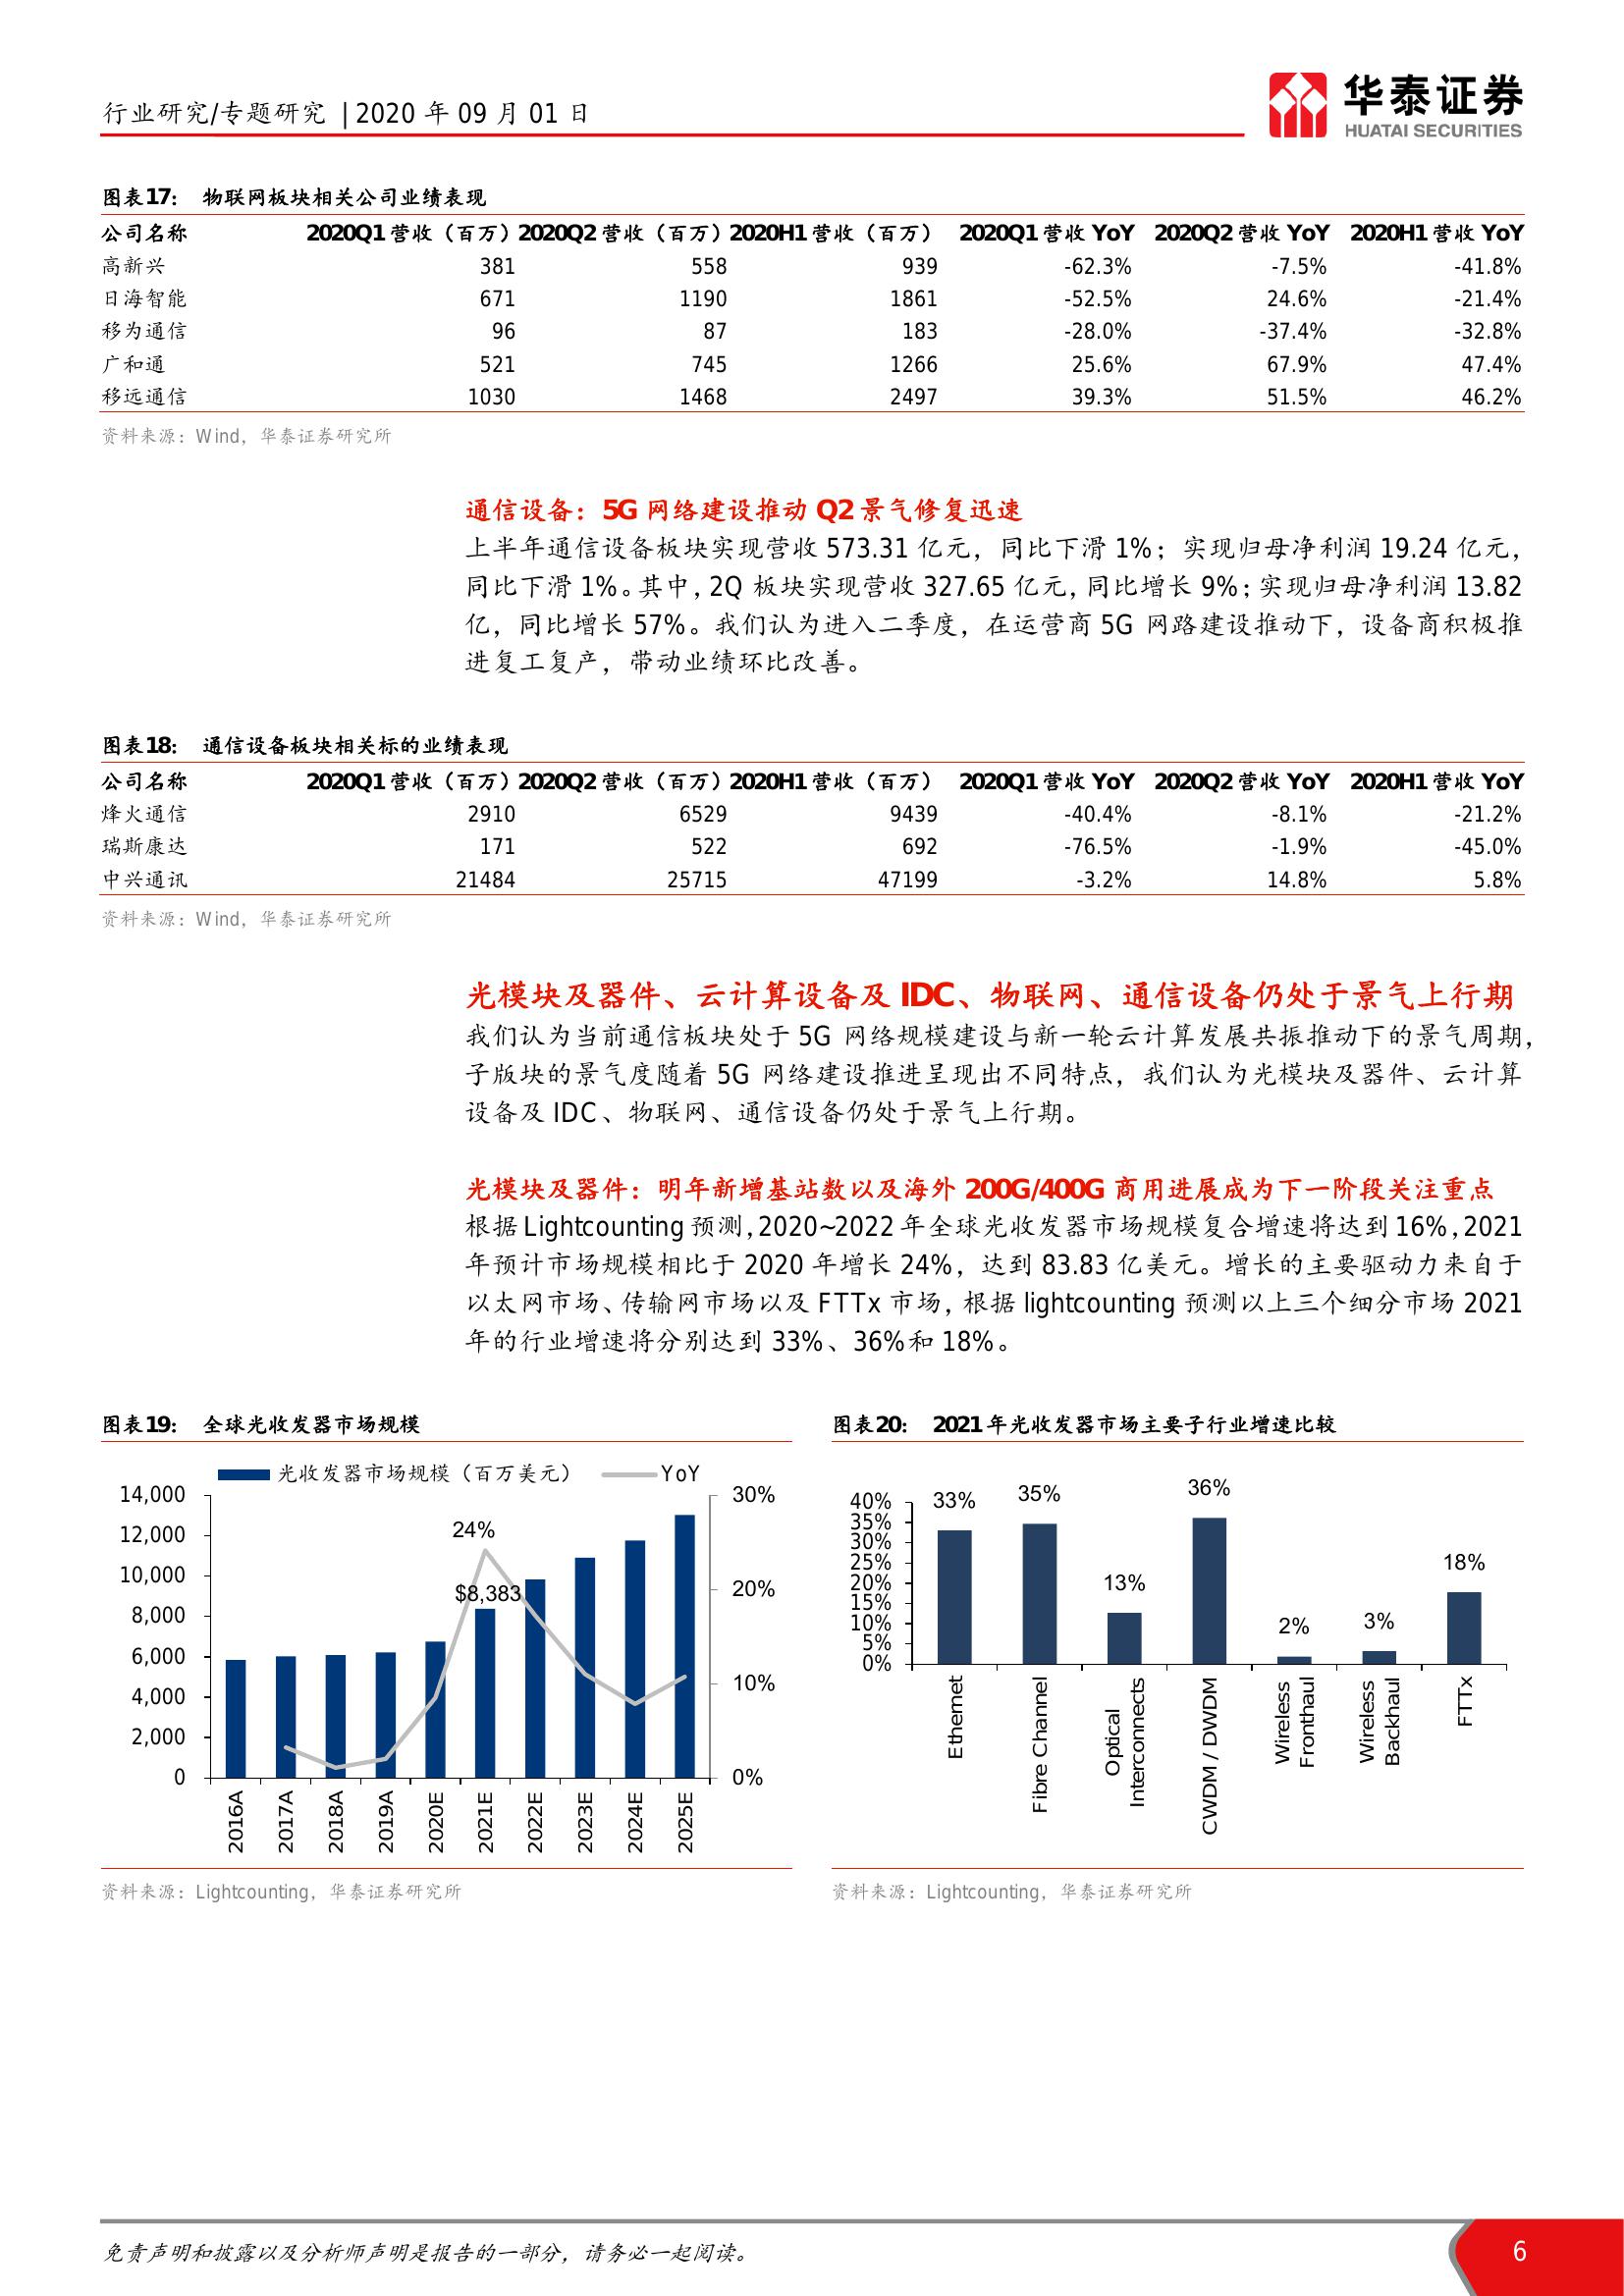 行业研究/专题研究 | 2020 年 09 月 01 日
华泰证券
HUATAI SECURITIES
图表17： 物联网板块相关公司业绩表现
公司名称 2020Q1 营收（百万） 2020Q2 营收（百万） 2020H1 营收（百万） 2020Q1 营收 YoY 2020Q2 营收 YoY 2020H1 营收 YoY
高新兴 381 558 939 -62.3% -7.5% -41.8%
日海智能 671 1190 1861 -52.5% 24.6% -21.4%
移为通信 96 87 183 -28.0% -37.4% -32.8%
广和通 521 745 1266 25.6% 67.9% 47.4%
移远通信 1030 1468 2497 39.3% 51.5% 46.2%
资料来源：Wind，华泰证券研究所
通信设备：5G 网络建设推动 Q2 景气修复迅速
上半年通信设备板块实现营收 573.31 亿元，同比下滑 1%；实现归母净利润 19.24 亿元，
同比下滑 1%。其中，2Q 板块实现营收 327.65 亿元，同比增长 9%；实现归母净利润 13.82
亿，同比增长 57%。我们认为进入二季度，在运营商 5G 网路建设推动下，设备商积极推
进复工复产，带动业绩环比改善。
图表18： 通信设备板块相关标的业绩表现
公司名称 2020Q1 营收（百万） 2020Q2 营收（百万） 2020H1 营收（百万） 2020Q1 营收 YoY 2020Q2 营收 YoY 2020H1 营收 YoY
烽火通信 2910 6529 9439 -40.4% -8.1% -21.2%
瑞斯康达 171 522 692 -76.5% -1.9% -45.0%
中兴通讯 21484 25715 47199 -3.2% 14.8% 5.8%
资料来源：Wind，华泰证券研究所
光模块及器件、云计算设备及 IDC、物联网、通信设备仍处于景气上行期
我们认为当前通信板块处于 5G 网络规模建设与新一轮云计算发展共振推动下的景气周期，
子版块的景气度随着 5G 网络建设推进呈现出不同特点，我们认为光模块及器件、云计算
设备及 IDC、物联网、通信设备仍处于景气上行期。
光模块及器件：明年新增基站数以及海外 200G/400G 商用进展成为下一阶段关注重点
根据 Lightcounting 预测，2020~2022 年全球光收发器市场规模复合增速将达到 16%，2021
年预计市场规模相比于 2020 年增长 24%，达到 83.83 亿美元。增长的主要驱动力来自于
以太网市场、传输网市场以及 FTTx 市场，根据 lightcounting 预测以上三个细分市场 2021
年的行业增速将分别达到 33%、36%和 18%。
图表19： 全球光收发器市场规模
光收发器市场规模（百万美元） YoY
14,000
12,000
10,000
8,000
6,000
4,000
2,000
0
30%
20%
10%
0%
24%
$8,383
2016A
2017A
2018A
2019A
2020E
2021E
2022E
2023E
2024E
2025E
资料来源：Lightcounting，华泰证券研究所
图表20： 2021 年光收发器市场主要子行业增速比较
40%
35%
30%
25%
20%
15%
10%
5%
0%
33%
35%
13%
36%
2%
3%
18%
Ethernet
Fibre Channel
Optical
Interconnects
CWDM / DWDM
Wireless
Fronthaul
Wireless
Backhaul
FTTx
资料来源：Lightcounting，华泰证券研究所
免责声明和披露以及分析师声明是报告的一部分，请务必一起阅读。
6